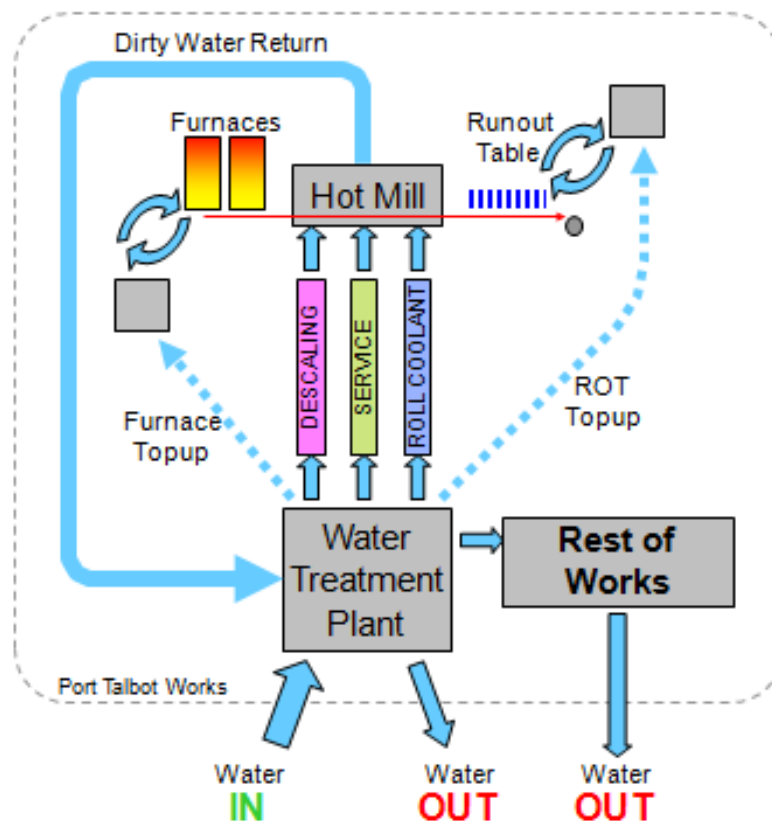 Dirty Water Return
Furnaces
Runout
Table
Hot Mill
DESCALING
SERVICE
ROLL COOLANT
Furnace
Topup
ROT
Topup
Water
Treatment
Plant
Rest of
Works
Port Talbot Works
Water
IN
Water
OUT
Water
OUT